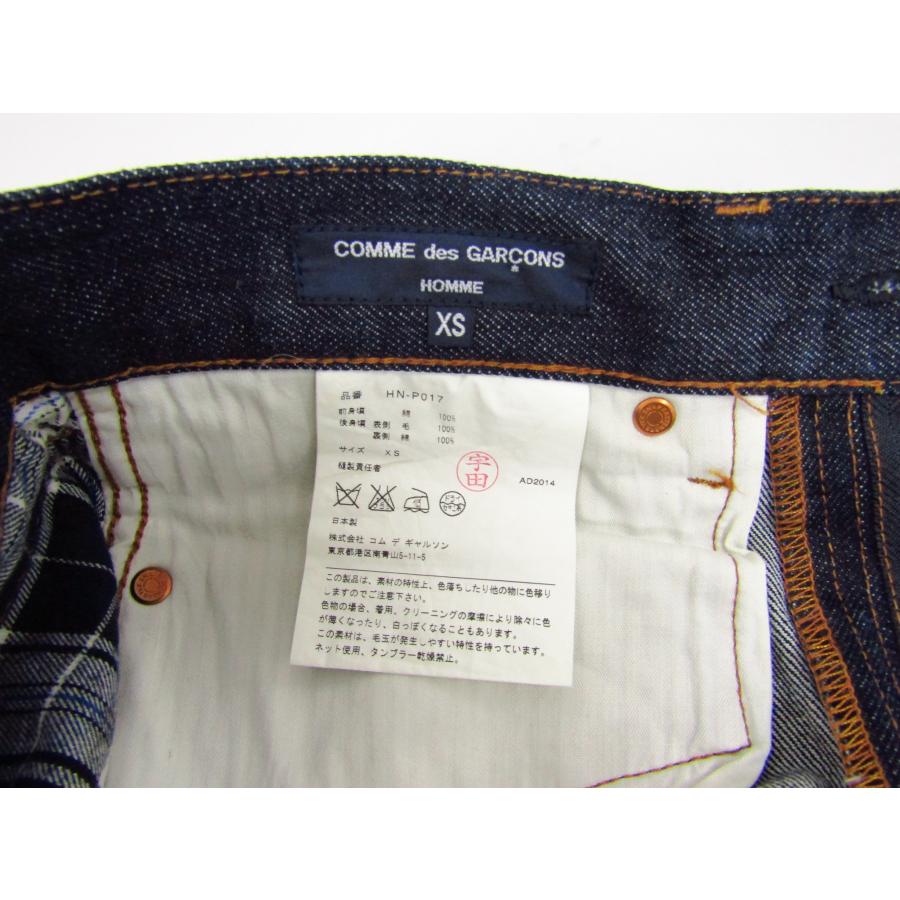 COMME des GARÇONS
HOMME
XS
品番 HN-P017
前身頃 綿 100%
後身頃 表側 毛 100%
裏側 綿 100%
サイズ XS
縫製責任者
宇田
AD2014
ドライ
セキユ系
日本製
株式会社 コム デ ギャルソン
東京都港区南青山5-11-5
この製品は、素材の特性上、色落ちしたり他の物に色移り
しますのでご注意ください。
色物の場合、着用、クリーニングの摩擦により除々に色
が薄くなったり、白っぽくなることもあります。
この素材は、毛玉が発生しやすい特性を持っています。
ネット使用、タンブラー乾燥禁止。